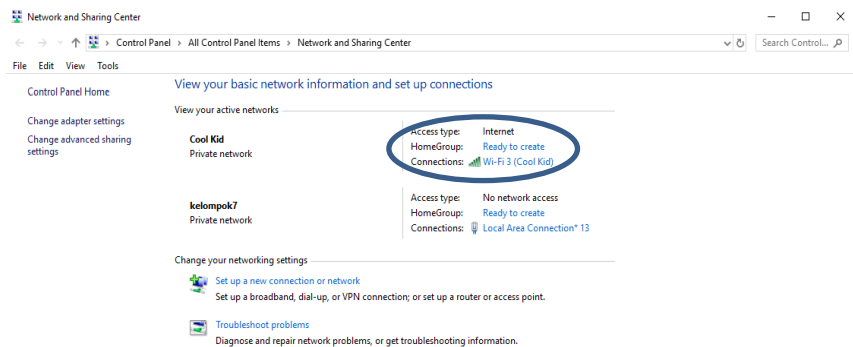 Network and Sharing Center
Control Panel > All Control Panel Items > Network and Sharing Center
Search Control...
File Edit View Tools
Control Panel Home
Change adapter settings
Change advanced sharing
settings
View your basic network information and set up connections
View your active networks
Cool Kid
Private network
Access type: Internet
HomeGroup: Ready to create
Connections: Wi-Fi 3 (Cool Kid)
kelompok7
Private network
Access type: No network access
HomeGroup: Ready to create
Connections: Local Area Connection* 13
Change your networking settings
Set up a new connection or network
Set up a broadband, dial-up, or VPN connection; or set up a router or access point.
Troubleshoot problems
Diagnose and repair network problems, or get troubleshooting information.